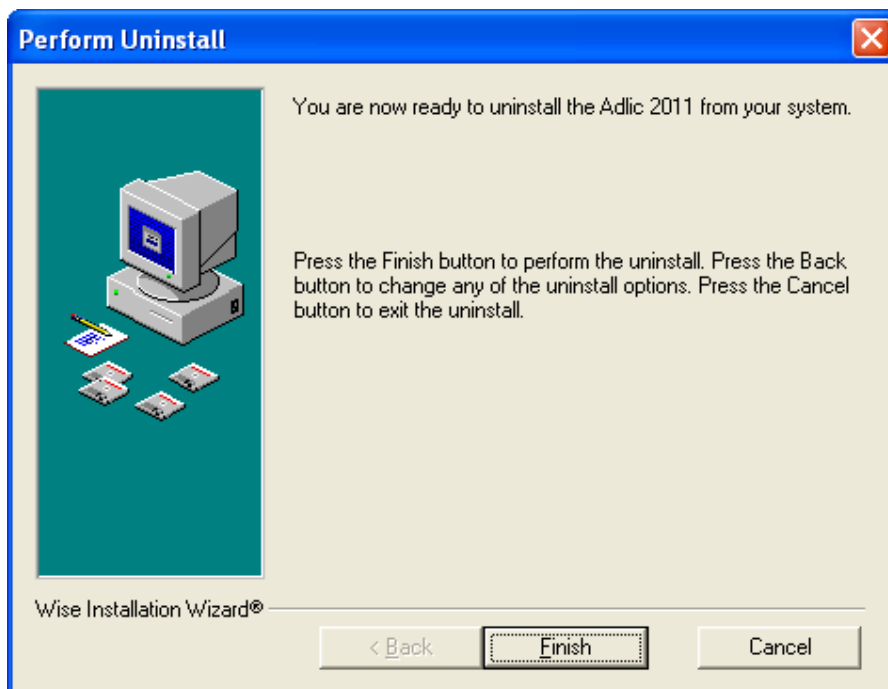 Perform Uninstall
You are now ready to uninstall the Adlic 2011 from your system.
Press the Finish button to perform the uninstall. Press the Back
button to change any of the uninstall options. Press the Cancel
button to exit the uninstall.
Wise Installation Wizard®
< Back
Finish
Cancel